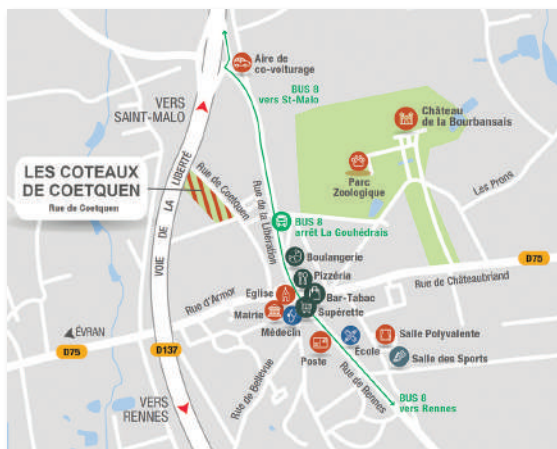 Aire de
co-voiturage
BUS 8
vers St-Malo
VERS
SAINT-MALO
Château
de la Bourbansais
Parc
Zoologique
LES COTEAUX
DE COETQUEN
Rue de Coetquen
Rue de Coetquen
VOIE DE LA LIBERTÉ
Rue de la Libération
Les Prons
BUS 8
arrêt La Gouhédrais
D75
Boulangerie
Pizzéria
Rue de Châteaubriand
Rue d'Armor
Eglise
Bar-Tabac
Mairie
Supérette
Médecin
ÉVRAN
D75
D137
Poste
École
Salle Polyvalente
Salle des Sports
Rue de Bellevue
Rue de Rennes
VERS
RENNES
BUS 8
vers Rennes